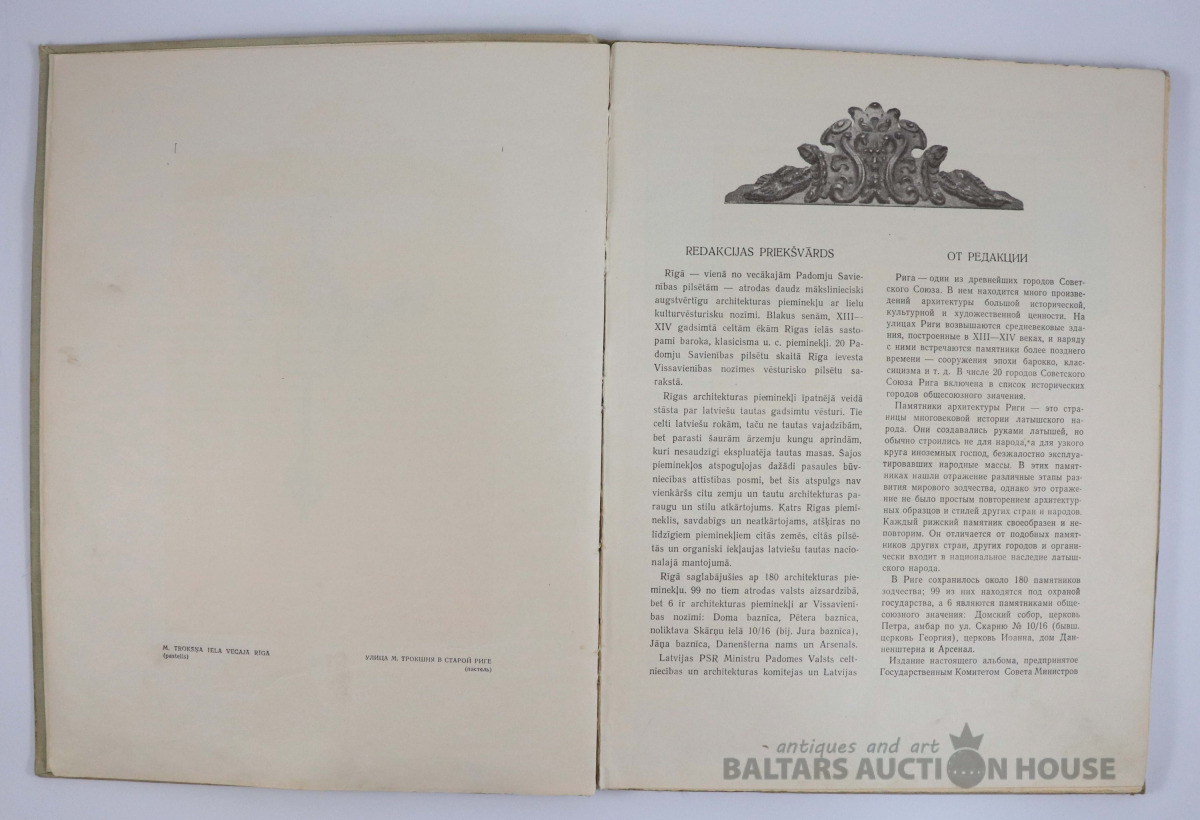 M. TROKŠŅA IELA VECAJĀ RĪGĀ
(pastelis)
УЛИЦА М. ТРОКШНЯ В СТАРОЙ РИГЕ
(пастель)
REDAKCIJAS PRIEKŠVĀRDS
Rīgā — vienā no vecākajām Padomju Savie-
nības pilsētām — atrodas daudz mākslinieciski
augstvērtīgu architekturas pieminekļu ar lielu
kulturvēsturisku nozīmi. Blakus senām, XIII—
XIV gadsimtā celtām ēkām Rīgas ielās sasto-
pami baroka, klasicisma u. c. pieminekļi. 20 Pa-
domju Savienības pilsētu skaitā Rīga ievesta
Vissavienības nozīmes vēsturisko pilsētu sa-
rakstā.
Rīgas architekturas pieminekļi īpatnējā veidā
stāsta par latviešu tautas gadsimtu vēsturi. Tie
celti latviešu rokām, taču ne tautas vajadzībām,
bet parasti šaurām ārzemju kungu aprindām,
kuri nesaudzīgi ekspluatēja tautas masas. Šajos
pieminekļos atspoguļojas dažādi pasaules būv-
niecības attīstības posmi, bet šis atspulgs nav
vienkāršs citu zemju un tautu architekturas pa-
raugu un stilu atkārtojums. Katrs Rīgas piemi-
neklis, savdabīgs un neatkārtojams, atšķiras no
līdzīgiem pieminekļiem citās zemēs, citās pilsē-
tās un organiski iekļaujas latviešu tautas nacio-
nalajā mantojumā.
Rīgā saglabājušies ap 180 architekturas pie-
minekļu. 99 no tiem atrodas valsts aizsardzībā,
bet 6 ir architekturas pieminekļi ar Vissavieni-
bas nozīmi: Doma baznīca, Pētera baznīca,
noliktava Skārņu ielā 10/16 (bij. Jura baznīca),
Jāņa baznīca, Danenšterna nams un Arsenals.
Latvijas PSR Ministru Padomes Valsts celt-
niecības un architekturas komitejas un Latvijas
ОТ РЕДАКЦИИ
Рига — один из древнейших городов Совет-
ского Союза. В нем находится много произве-
дений архитектуры большой исторической,
культурной и художественной ценности. На
улицах Риги возвышаются средневековые зда-
ния, построенные в XIII—XIV веках, и наряду
с ними встречаются памятники более позднего
времени — сооружения эпохи барокко, клас-
сицизма и т. д. В числе 20 городов Советского
Союза Рига включена в список исторических
городов общесоюзного значения.
Памятники архитектуры Риги — это стра-
ницы многовековой истории латышского на-
рода. Они создавались руками латышей, но
обычно строились не для народа, а для узкого
круга иноземных господ, безжалостно эксплуа-
тировавших народные массы. В этих памят-
никах нашли отражение различные этапы раз-
вития мирового зодчества, однако это отраже-
ние не было простым повторением архитектур-
ных образцов и стилей других стран и народов.
Каждый рижский памятник своеобразен и не-
повторим. Он отличается от подобных памят-
ников других стран, других городов и органи-
чески входит в национальное наследие латыш-
ского народа.
В Риге сохранилось около 180 памятников
зодчества; 99 из них находятся под охраной
государства, а 6 являются памятниками обще-
союзного значения: Домский собор, церковь
Петра, амбар по ул. Скарню № 10/16 (бывш.
церковь Георгия), церковь Иоанна, дом Дан-
ненштерна и Арсенал.
Издание настоящего альбома, предпринятое
Государственным Комитетом Совета Министров
antiques and art
BALTARS AUCTION HOUSE